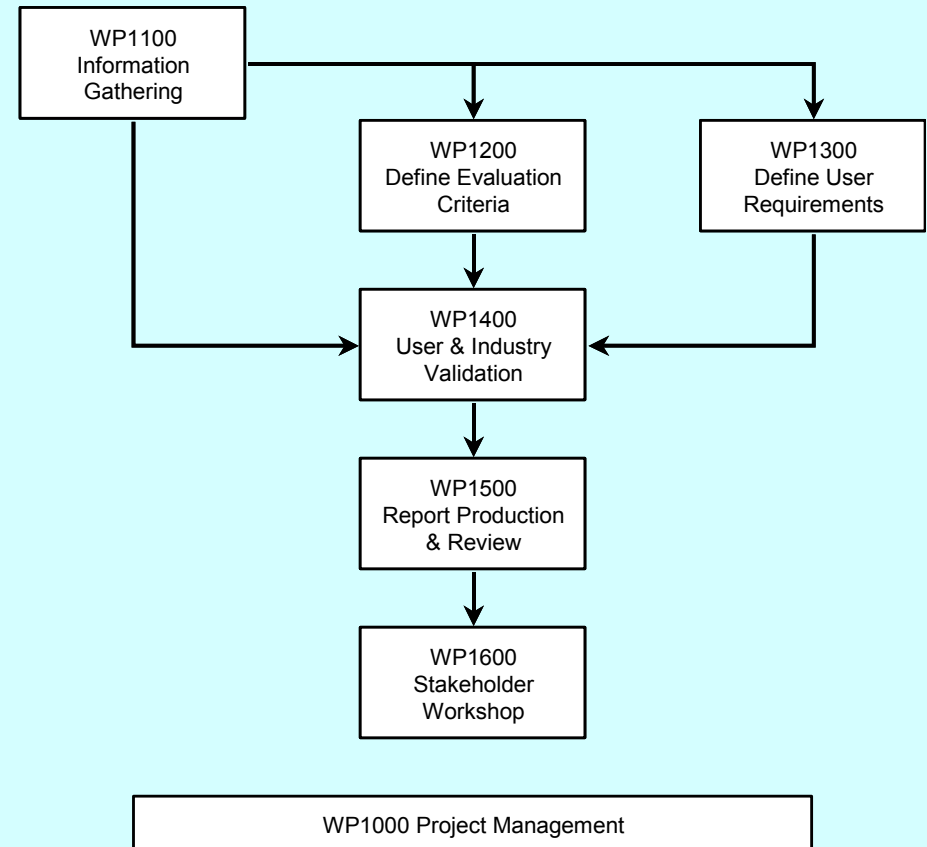 WP1100
Information
Gathering
WP1200
Define Evaluation
Criteria
WP1300
Define User
Requirements
WP1400
User & Industry
Validation
WP1500
Report Production
& Review
WP1600
Stakeholder
Workshop
WP1000 Project Management